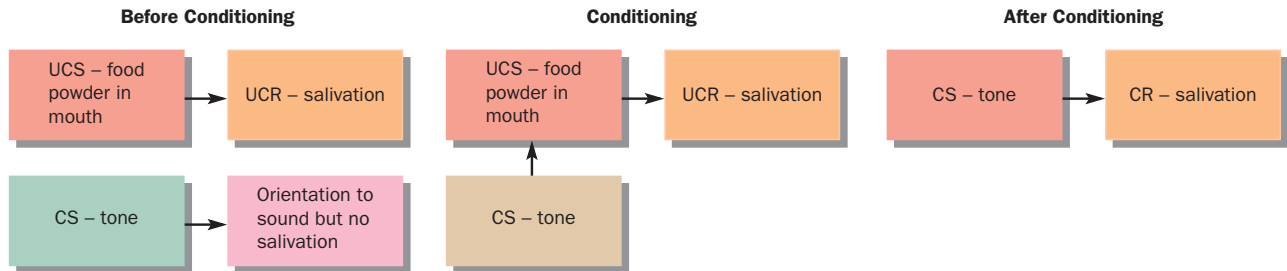 Before Conditioning
UCS – food
powder in
mouth
UCR – salivation
CS – tone
Orientation to
sound but no
salivation
Conditioning
UCS – food
powder in
mouth
UCR – salivation
CS – tone
After Conditioning
CS – tone
CR – salivation